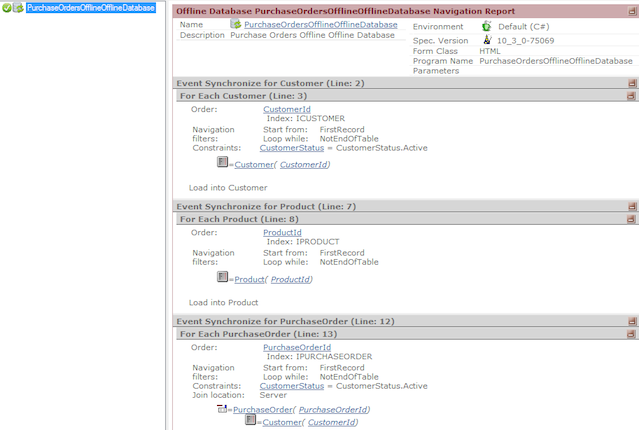 PurchaseOrdersOfflineOfflineDatabase
Offline Database PurchaseOrdersOfflineOfflineDatabase Navigation Report
Name PurchaseOrdersOfflineOfflineDatabase
Description Purchase Orders Offline Offline Database
Environment Default (C#)
Spec. Version 10_3_0-75069
Form Class HTML
Program Name PurchaseOrdersOfflineOfflineDatabase
Parameters
Event Synchronize for Customer (Line: 2)
For Each Customer (Line: 3)
Order: CustomerId
Index: ICUSTOMER
Navigation Start from: FirstRecord
filters: Loop while: NotEndOfTable
Constraints: CustomerStatus = CustomerStatus.Active
=Customer( CustomerId)
Load into Customer
Event Synchronize for Product (Line: 7)
For Each Product (Line: 8)
Order: ProductId
Index: IPRODUCT
Navigation Start from: FirstRecord
filters: Loop while: NotEndOfTable
=Product( ProductId)
Load into Product
Event Synchronize for PurchaseOrder (Line: 12)
For Each PurchaseOrder (Line: 13)
Order: PurchaseOrderId
Index: IPURCHASEORDER
Navigation Start from: FirstRecord
filters: Loop while: NotEndOfTable
Constraints: CustomerStatus = CustomerStatus.Active
Join location: Server
=PurchaseOrder( PurchaseOrderId)
=Customer( CustomerId)